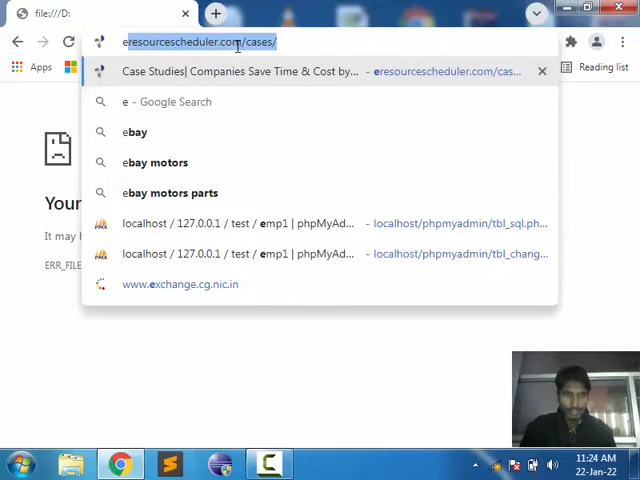 file:///D:
eresourcescheduler.com/cases/
Apps
Reading list
Case Studies| Companies Save Time & Cost by... - eresourcescheduler.com/cas...
e - Google Search
ebay
ebay motors
ebay motors parts
localhost / 127.0.0.1 / test / emp1 | phpMyAd... - localhost/phpmyadmin/tbl_sql.ph...
localhost / 127.0.0.1 / test / emp1 | phpMyAd... - localhost/phpmyadmin/tbl_chang...
www.exchange.cg.nic.in
Your
It may h
ERR_FILE
11:24 AM
22-Jan-22